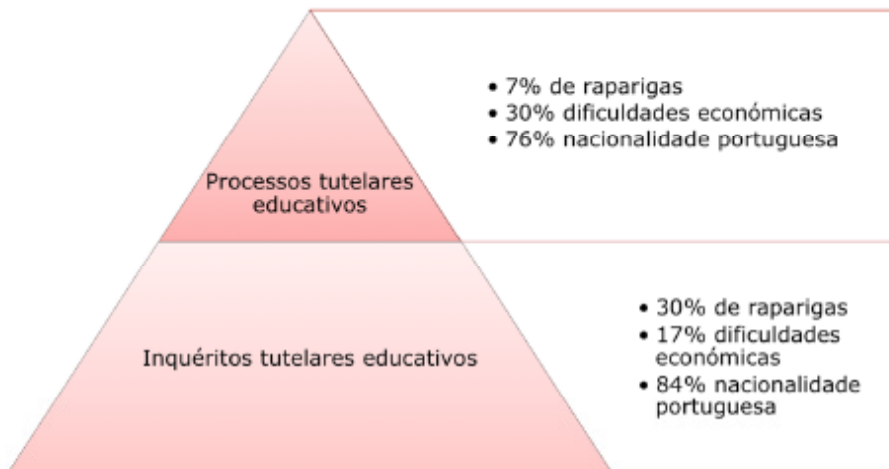 • 7% de raparigas
• 30% dificuldades económicas
• 76% nacionalidade portuguesa
Processos tutelares
educativos
Inquéritos tutelares educativos
• 30% de raparigas
• 17% dificuldades
económicas
• 84% nacionalidade
portuguesa